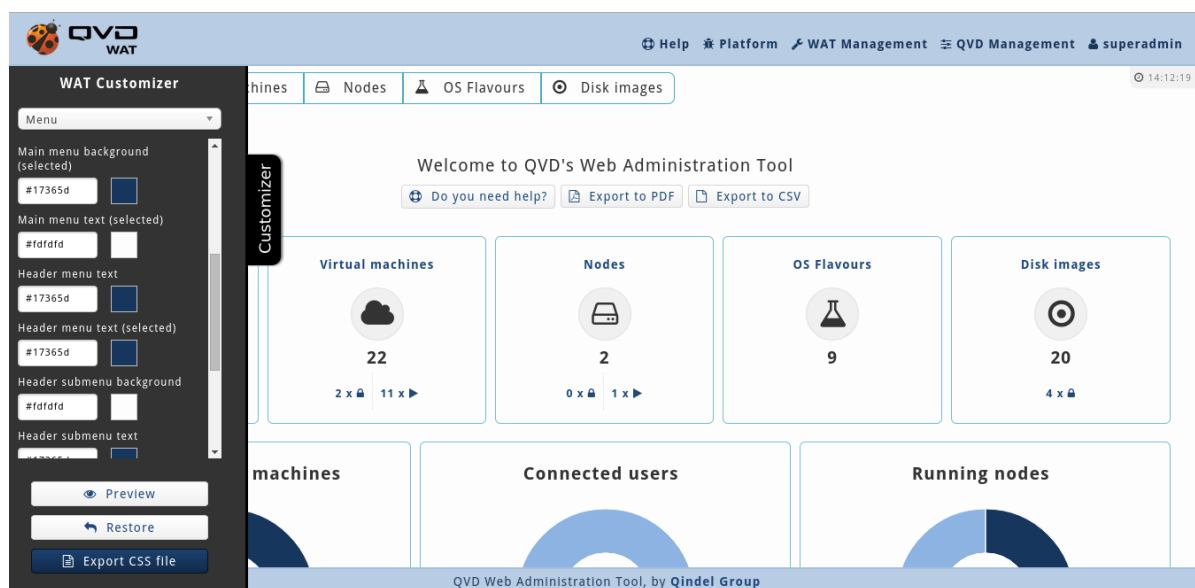 QVD
WAT
Help Platform WAT Management QVD Management superadmin
WAT Customizer
Menu
Main menu background
(selected)
#17365d
Main menu text (selected)
#fdfdfd
Header menu text
#17365d
Header menu text (selected)
#17365d
Header submenu background
#fdfdfd
Header submenu text
Preview
Restore
Export CSS file
Customizer
hines Nodes OS Flavours Disk images
14:12:19
Welcome to QVD's Web Administration Tool
Do you need help? Export to PDF Export to CSV
Virtual machines Nodes OS Flavours Disk images
22 2 9 20
2 x 11 x 0 x 1 x 4 x
machines Connected users Running nodes
QVD Web Administration Tool, by Qindel Group